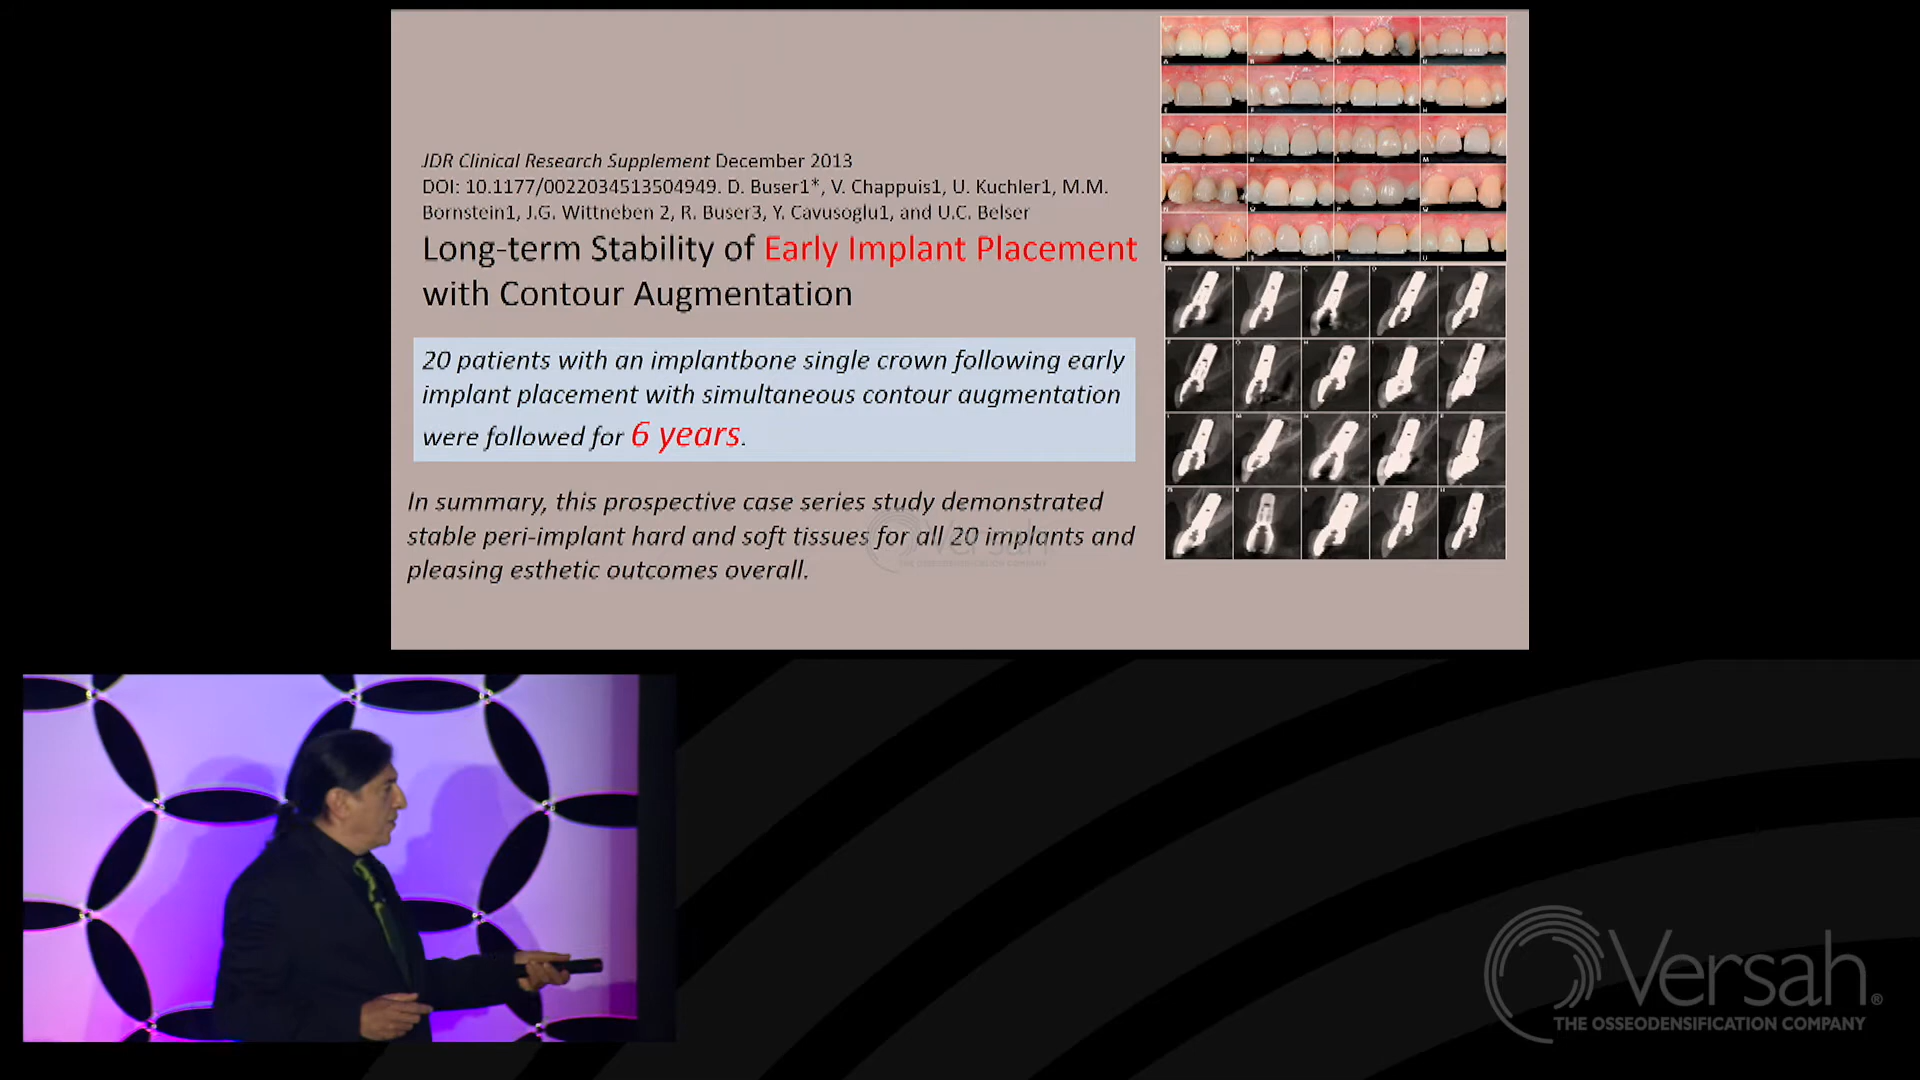 JDR Clinical Research Supplement December 2013
DOI: 10.1177/0022034513504949. D. Buser1*, V. Chappuis1, U. Kuchler1, M.M.
Bornstein1, J.G. Wittneben 2, R. Buser3, Y. Cavusoglu1, and U.C. Belser
Long-term Stability of Early Implant Placement
with Contour Augmentation
20 patients with an implantbone single crown following early
implant placement with simultaneous contour augmentation
were followed for 6 years.
In summary, this prospective case series study demonstrated
stable peri-implant hard and soft tissues for all 20 implants and
pleasing esthetic outcomes overall.
Versah
THE OSSEODENSIFICATION COMPANY
Versah®
THE OSSEODENSIFICATION COMPANY